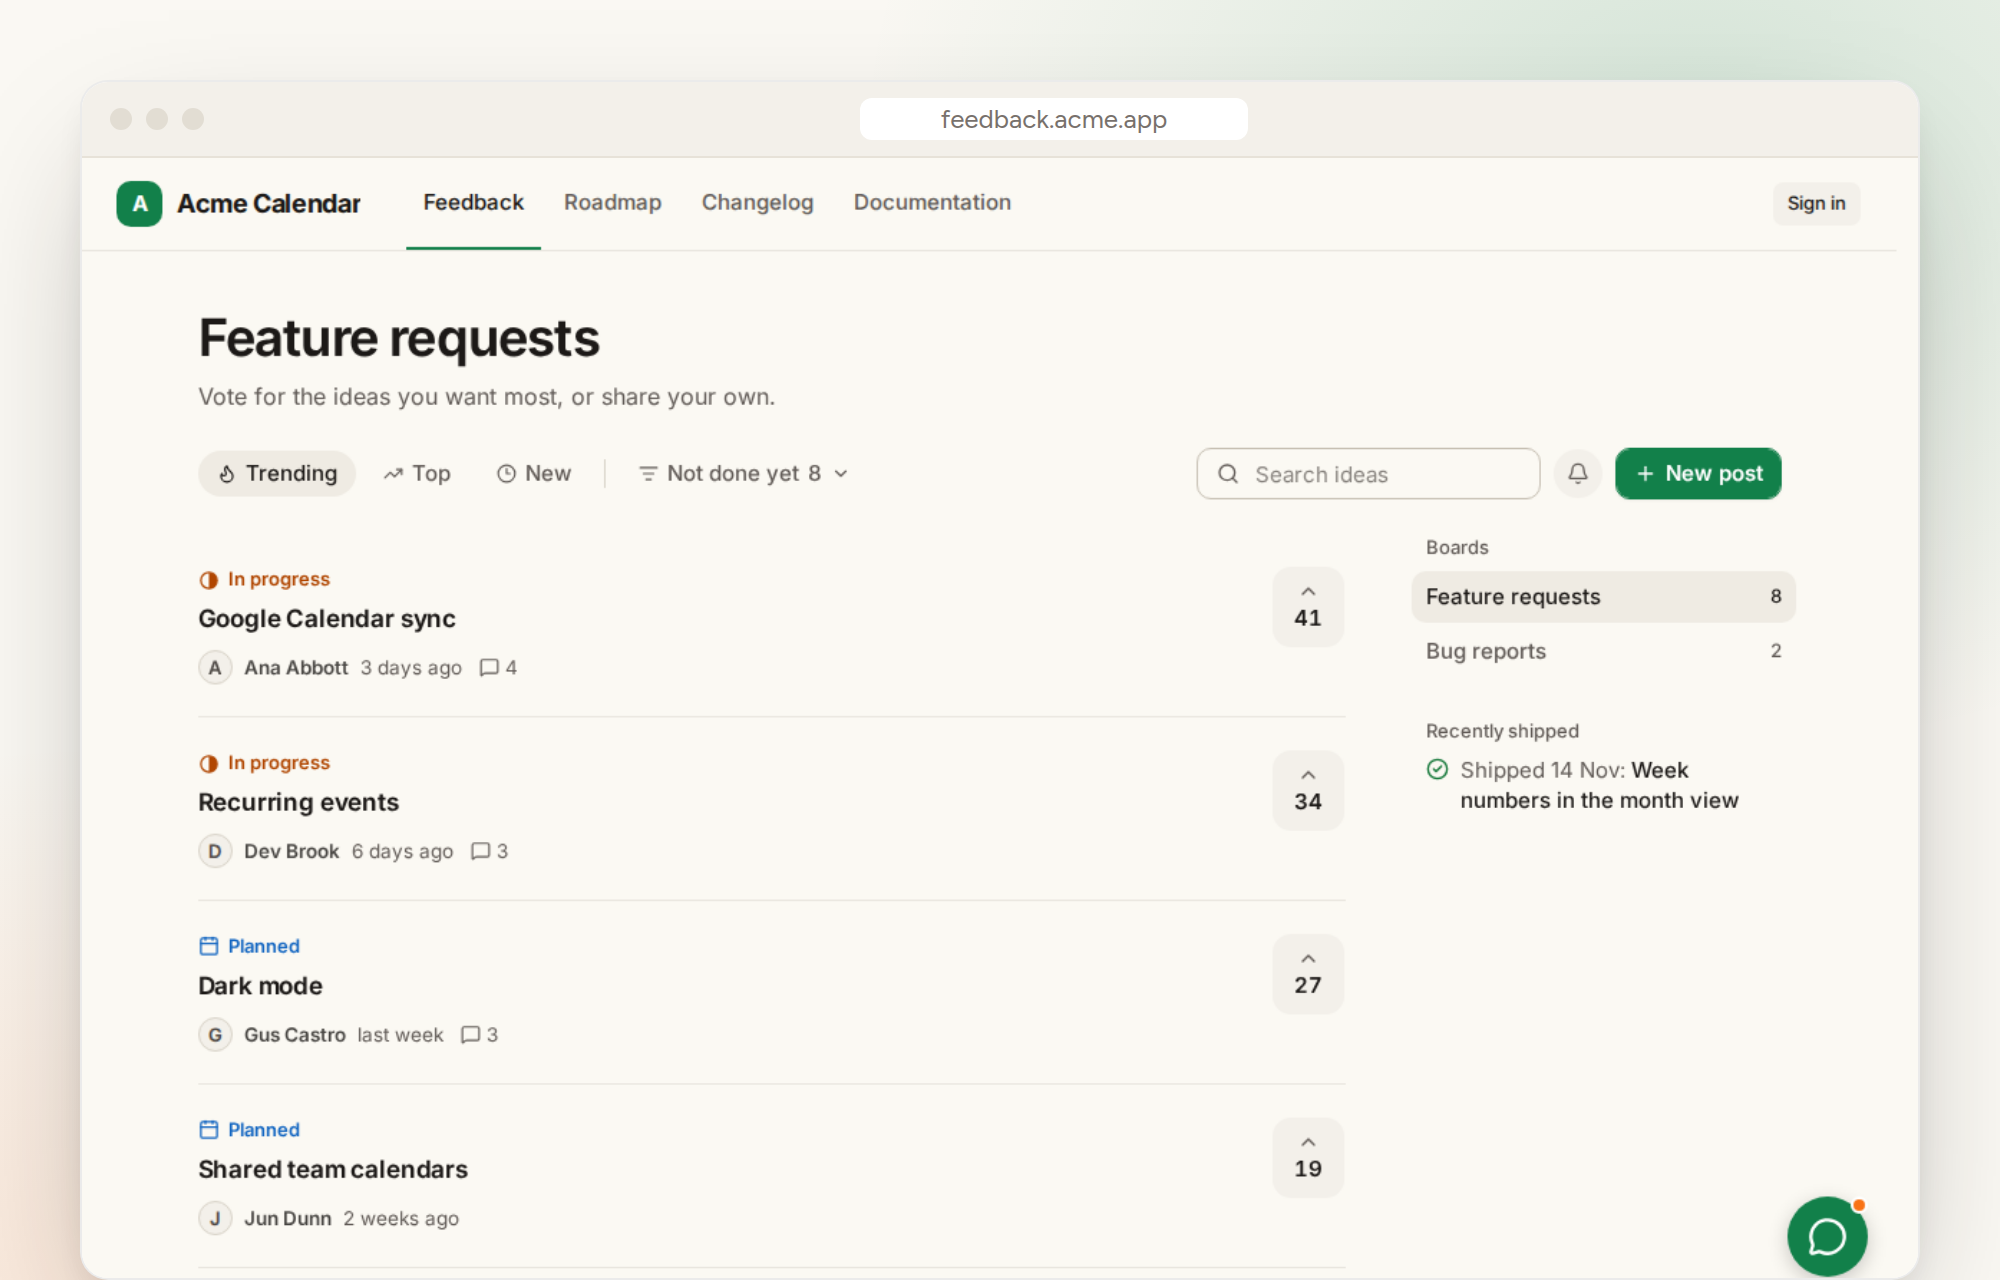 feedback.acme.app
A Acme Calendar Feedback Roadmap Changelog Documentation Sign in
Feature requests
Vote for the ideas you want most, or share your own.
Trending Top New Not done yet 8 Search ideas + New post
In progress
Google Calendar sync
A Ana Abbott 3 days ago 4
41
In progress
Recurring events
D Dev Brook 6 days ago 3
34
Planned
Dark mode
G Gus Castro last week 3
27
Planned
Shared team calendars
J Jun Dunn 2 weeks ago
19
Boards
Feature requests 8
Bug reports 2
Recently shipped
Shipped 14 Nov: Week
numbers in the month view